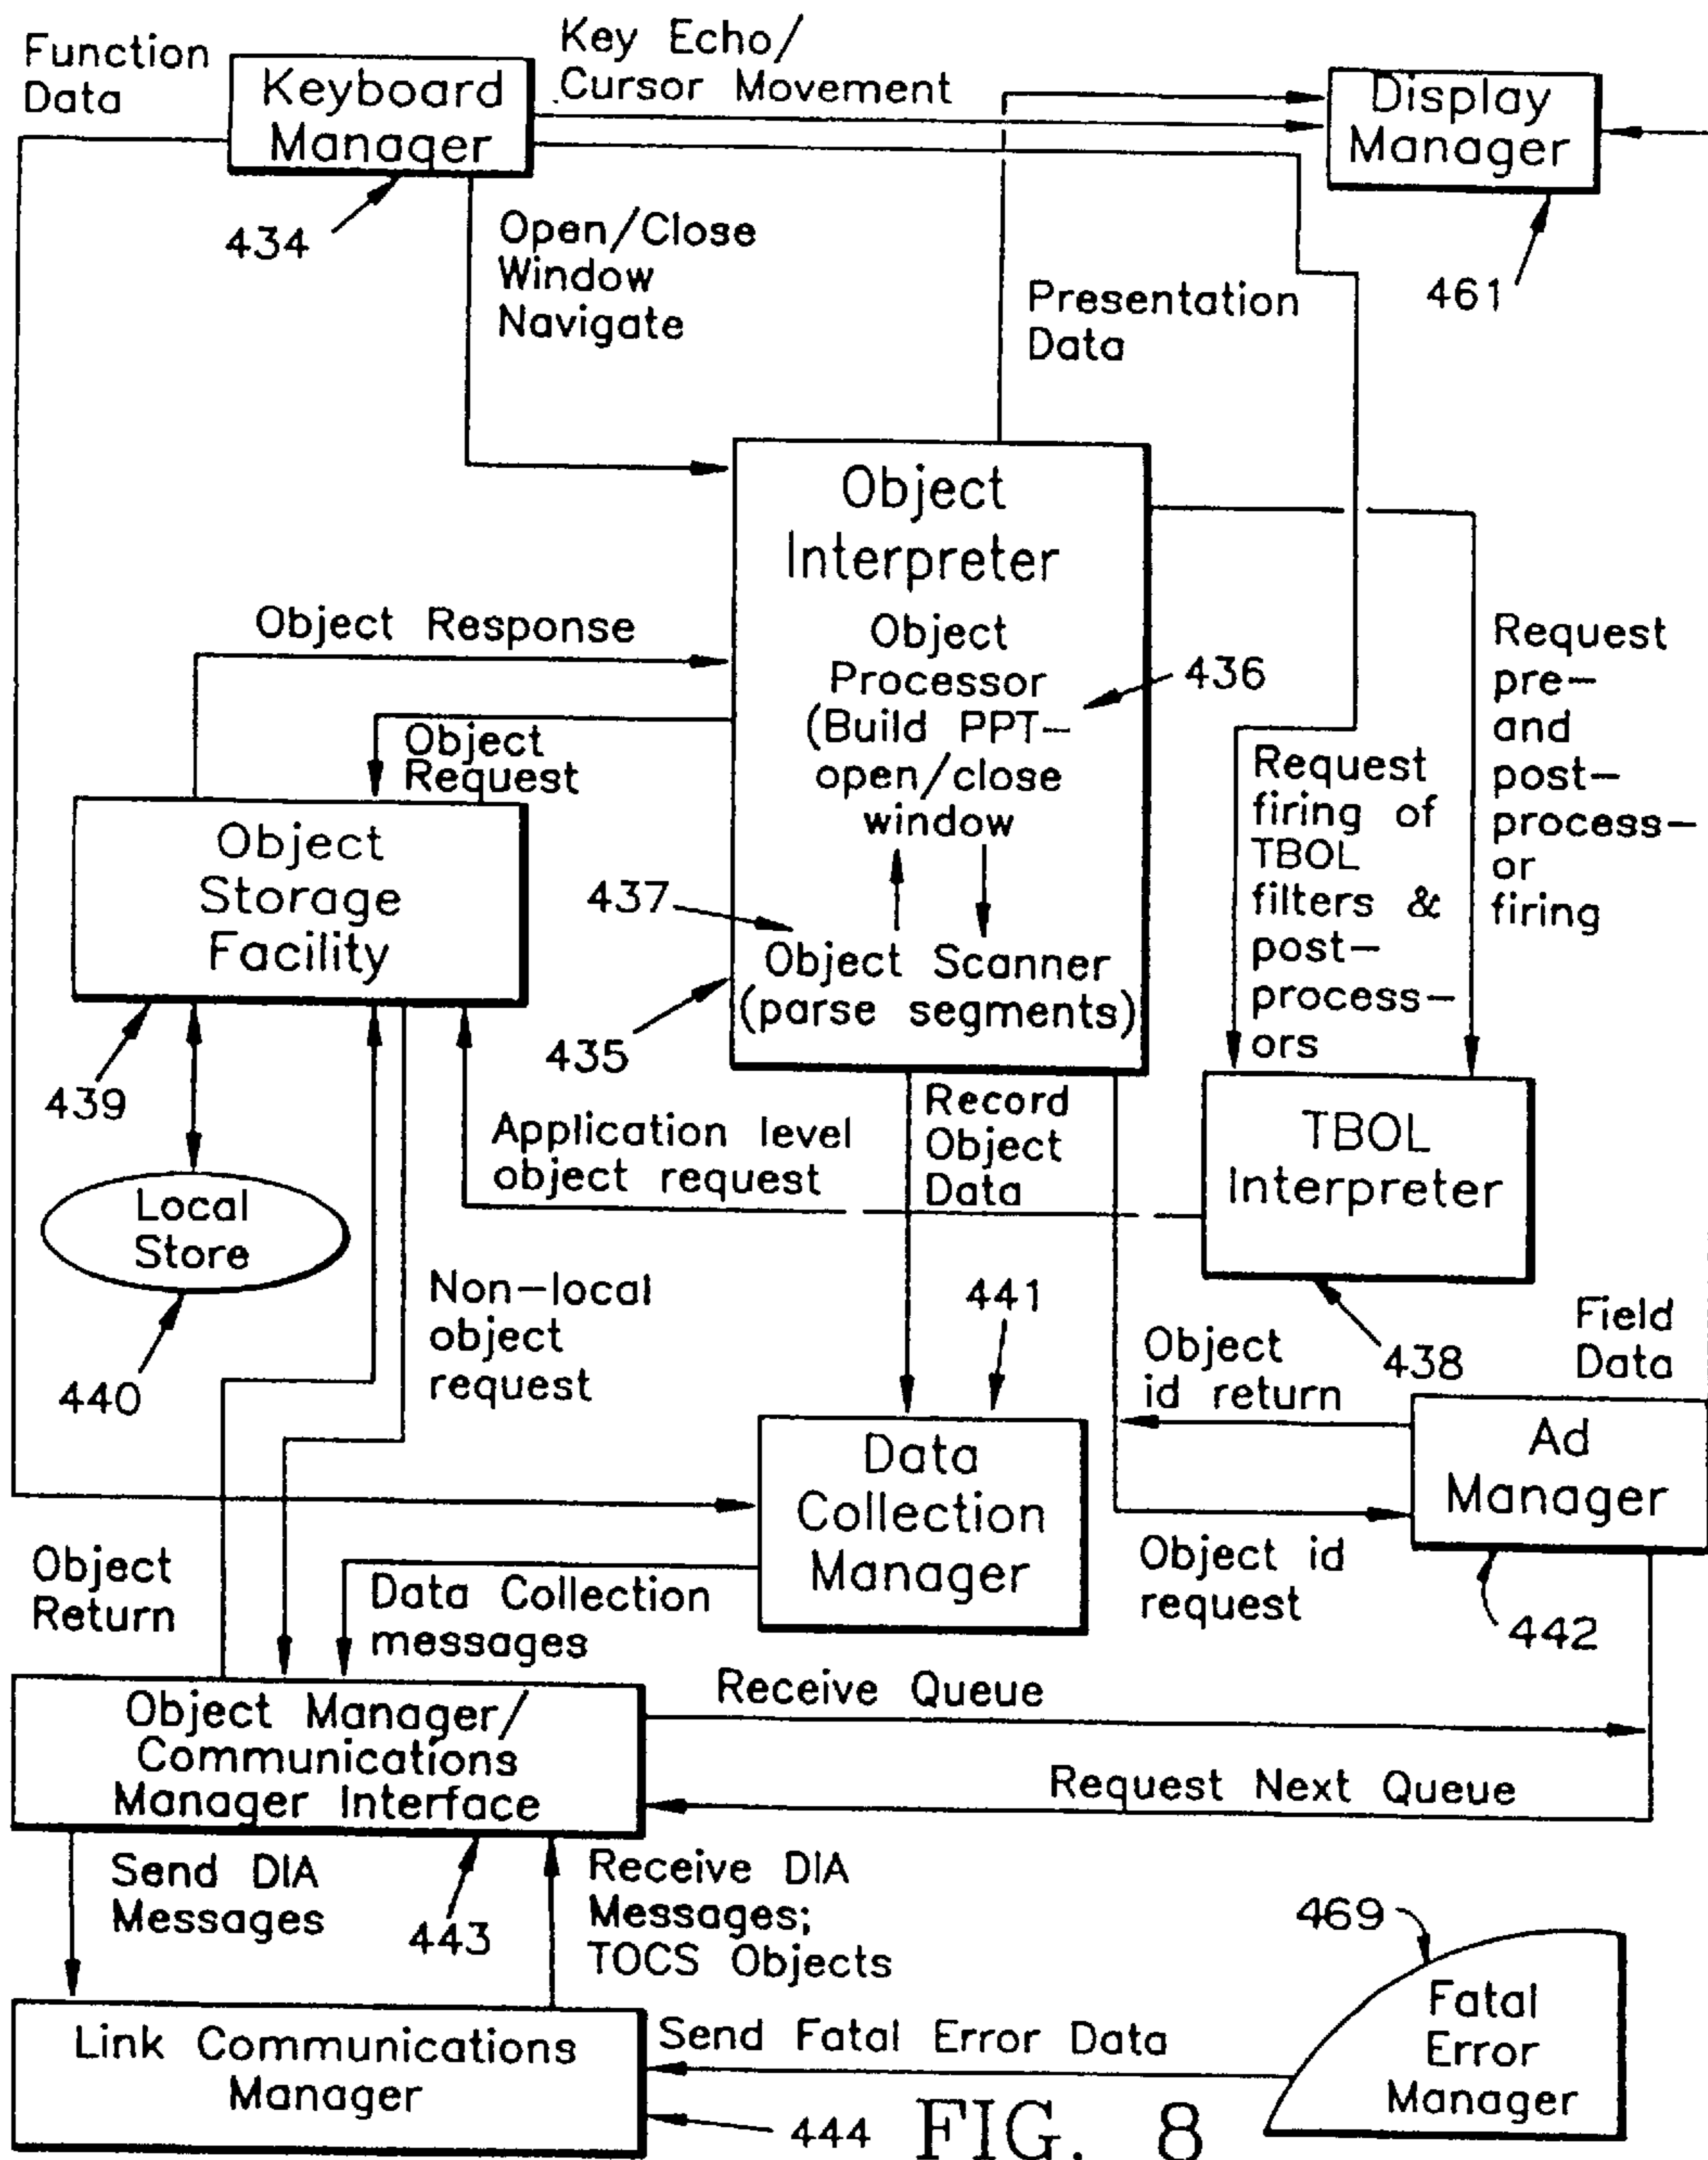 Function
Data
Keyboard
Manager
434
Key Echo/
Cursor Movement
Display
Manager
461
Open/Close
Window
Navigate
Presentation
Data
Object
Interpreter
Object
Processor
(Build PPT-
open/close
window
436
437
Object Scanner
(parse segments)
435
Object Response
Object
Request
Object
Storage
Facility
439
Local
Store
440
Request
firing of
TBOL
filters &
post-
process-
ors
Request
pre-
and
post-
process-
or
firing
TBOL
Interpreter
438
Application level
object request
Record
Object
Data
Non-local
object
request
441
Data
Collection
Manager
Object
id return
Field
Data
Ad
Manager
442
Object id
request
Object
Return
Data Collection
messages
Object Manager/
Communications
Manager Interface
443
Receive Queue
Request Next Queue
Send DIA
Messages
Receive DIA
Messages;
TOCS Objects
Link Communications
Manager
444
Send Fatal Error Data
469
Fatal
Error
Manager
FIG. 8